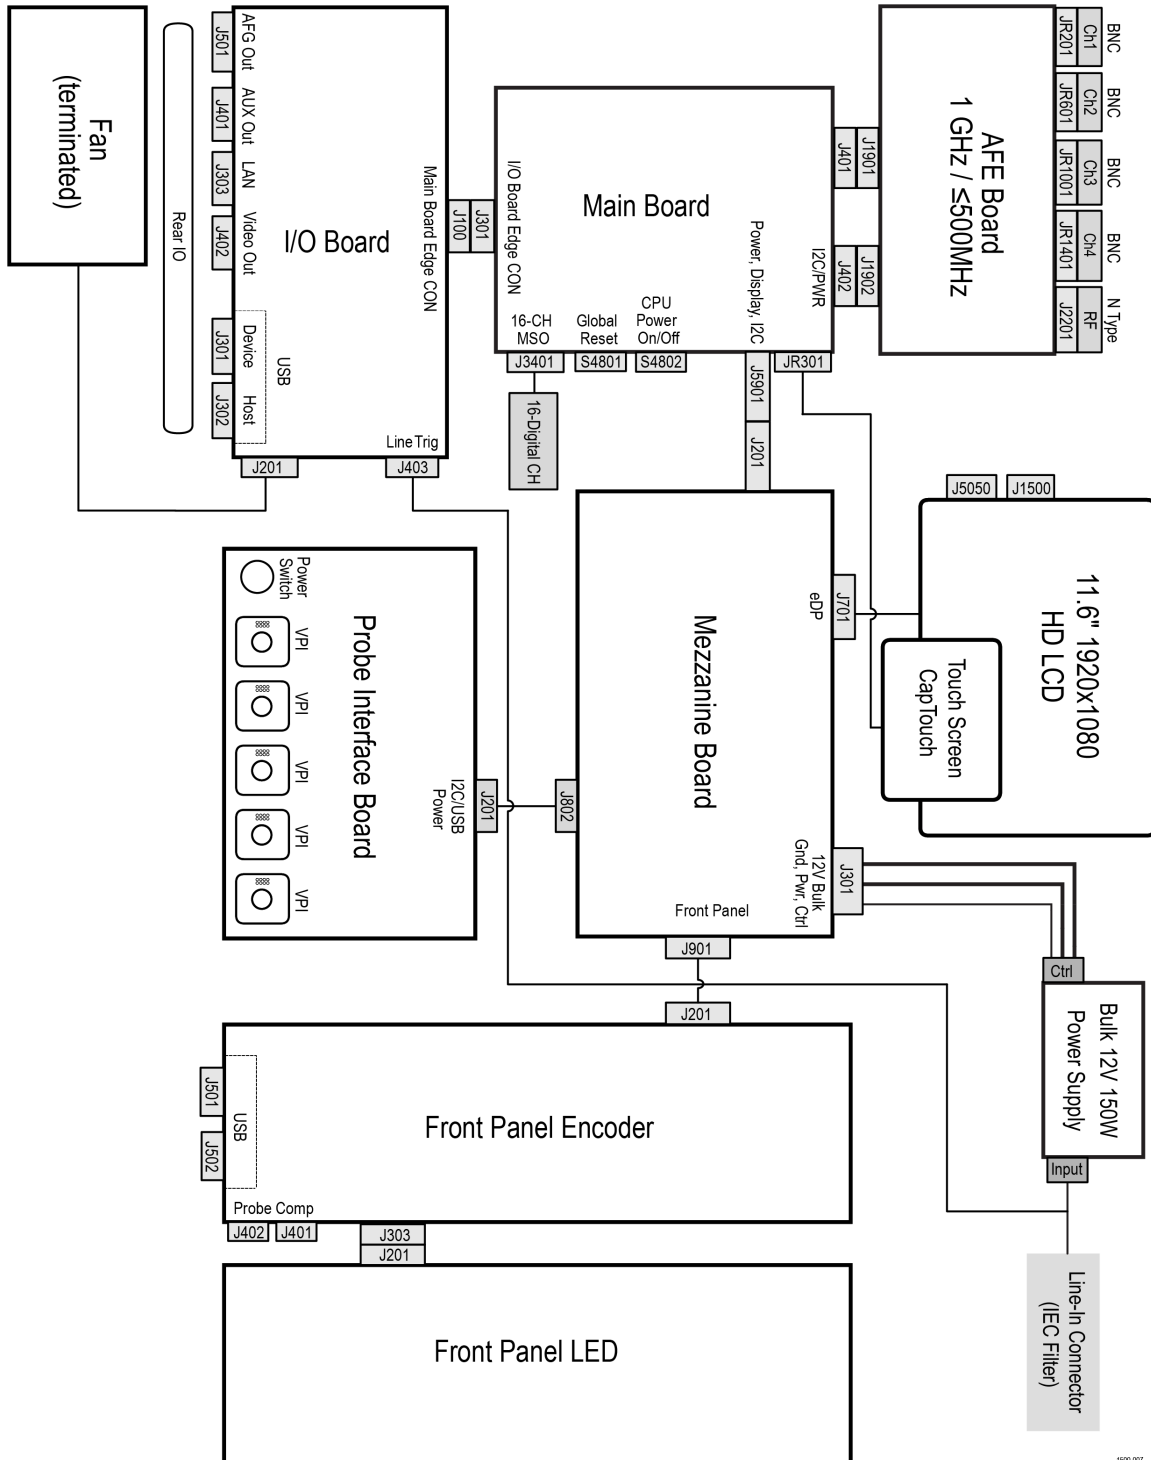 Fan
(terminated)
Rear IO
J501
AFG Out
J401
AUX Out
J303
LAN
J402
Video Out
J301
Device
J302
Host
USB
I/O Board
Main Board Edge CON
Line Trig
J201
J403
J100
J301
I/O Board Edge CON
Main Board
Power, Display, I2C
I2C/PWR
16-CH
MSO
Global
Reset
CPU
Power
On/Off
J3401
S4801
S4802
J5901
JR301
16-Digital CH
J201
J401
J1901
J402
J1902
AFE Board
1 GHz / ≤500MHz
JR201
Ch1
BNC
JR601
Ch2
BNC
JR1001
Ch3
BNC
JR1401
Ch4
BNC
J2201
RF
N Type
J5050
J1500
11.6" 1920x1080
HD LCD
Touch Screen
CapTouch
Mezzanine Board
eDP
J701
12V Bulk
Gnd, Pwr, Ctrl
J301
J802
Front Panel
J901
Power
Switch
VPI
VPI
VPI
VPI
VPI
Probe Interface Board
I2C/USB
Power
J201
Ctrl
Bulk 12V 150W
Power Supply
Input
Line-In Connector
(IEC Filter)
J201
Front Panel Encoder
J501
J502
USB
Probe Comp
J402
J401
J303
J201
Front Panel LED
1500-007